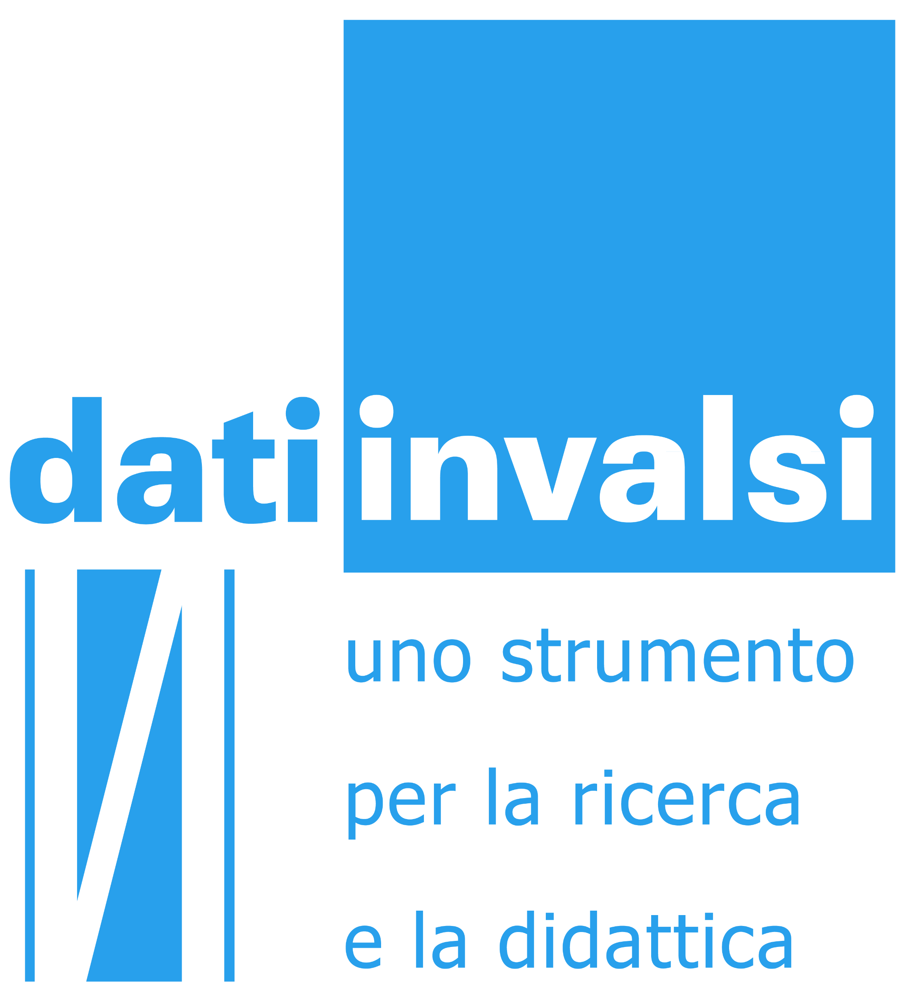 dati invalsi
uno strumento
per la ricerca
e la didattica